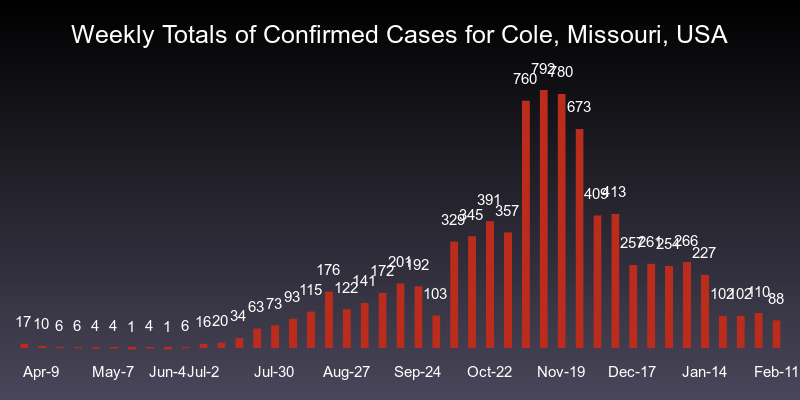 Weekly Totals of Confirmed Cases for Cole, Missouri, USA
17 10 6 6 4 4 1 4 1 6 16 20 34 63 73 93 115 176 122 141 172 201 192 103 329 345 391 357 760 792 780 673 409 413 257 261 254 266 227 102 102 110 88
Apr-9 May-7 Jun-4 Jul-2 Jul-30 Aug-27 Sep-24 Oct-22 Nov-19 Dec-17 Jan-14 Feb-11